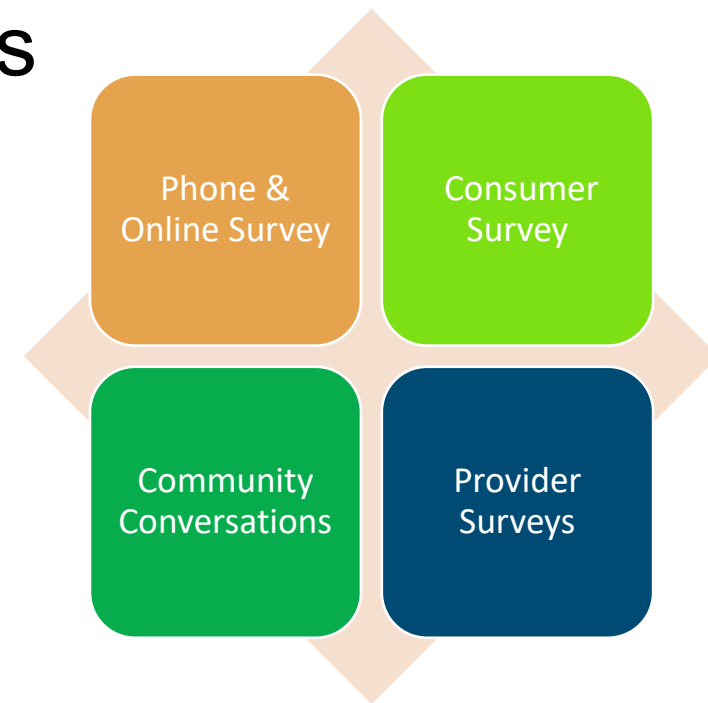 s
Phone &
Online Survey
Consumer
Survey
Community
Conversations
Provider
Surveys